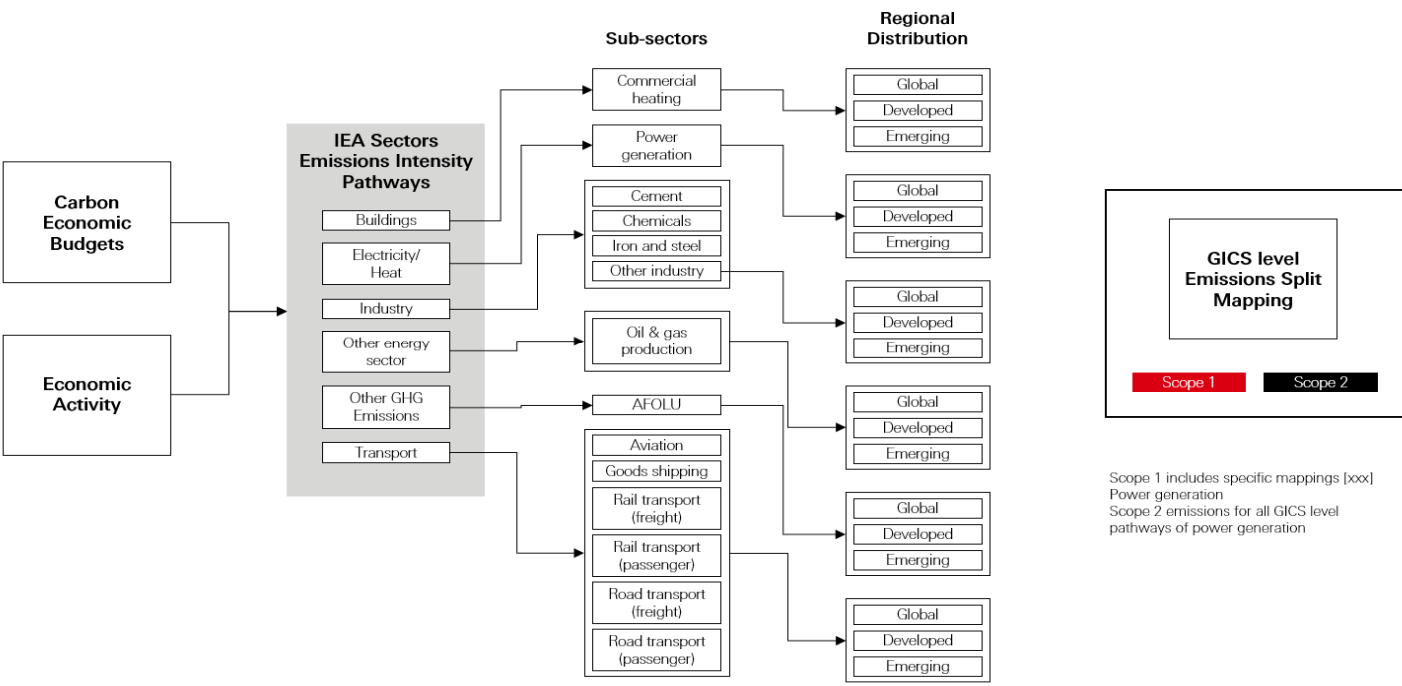 Sub-sectors
Regional
Distribution
Carbon
Economic
Budgets
Economic
Activity
IEA Sectors
Emissions Intensity
Pathways
Buildings
Electricity/
Heat
Industry
Other energy
sector
Other GHG
Emissions
Transport
Commercial
heating
Power
generation
Cement
Chemicals
Iron and steel
Other industry
Oil & gas
production
AFOLU
Aviation
Goods shipping
Rail transport
(freight)
Rail transport
(passenger)
Road transport
(freight)
Road transport
(passenger)
Global
Developed
Emerging
Global
Developed
Emerging
Global
Developed
Emerging
Global
Developed
Emerging
Global
Developed
Emerging
Global
Developed
Emerging
GICS level
Emissions Split
Mapping
Scope 1
Scope 2
Scope 1 includes specific mappings [xxx]
Power generation
Scope 2 emissions for all GICS level
pathways of power generation